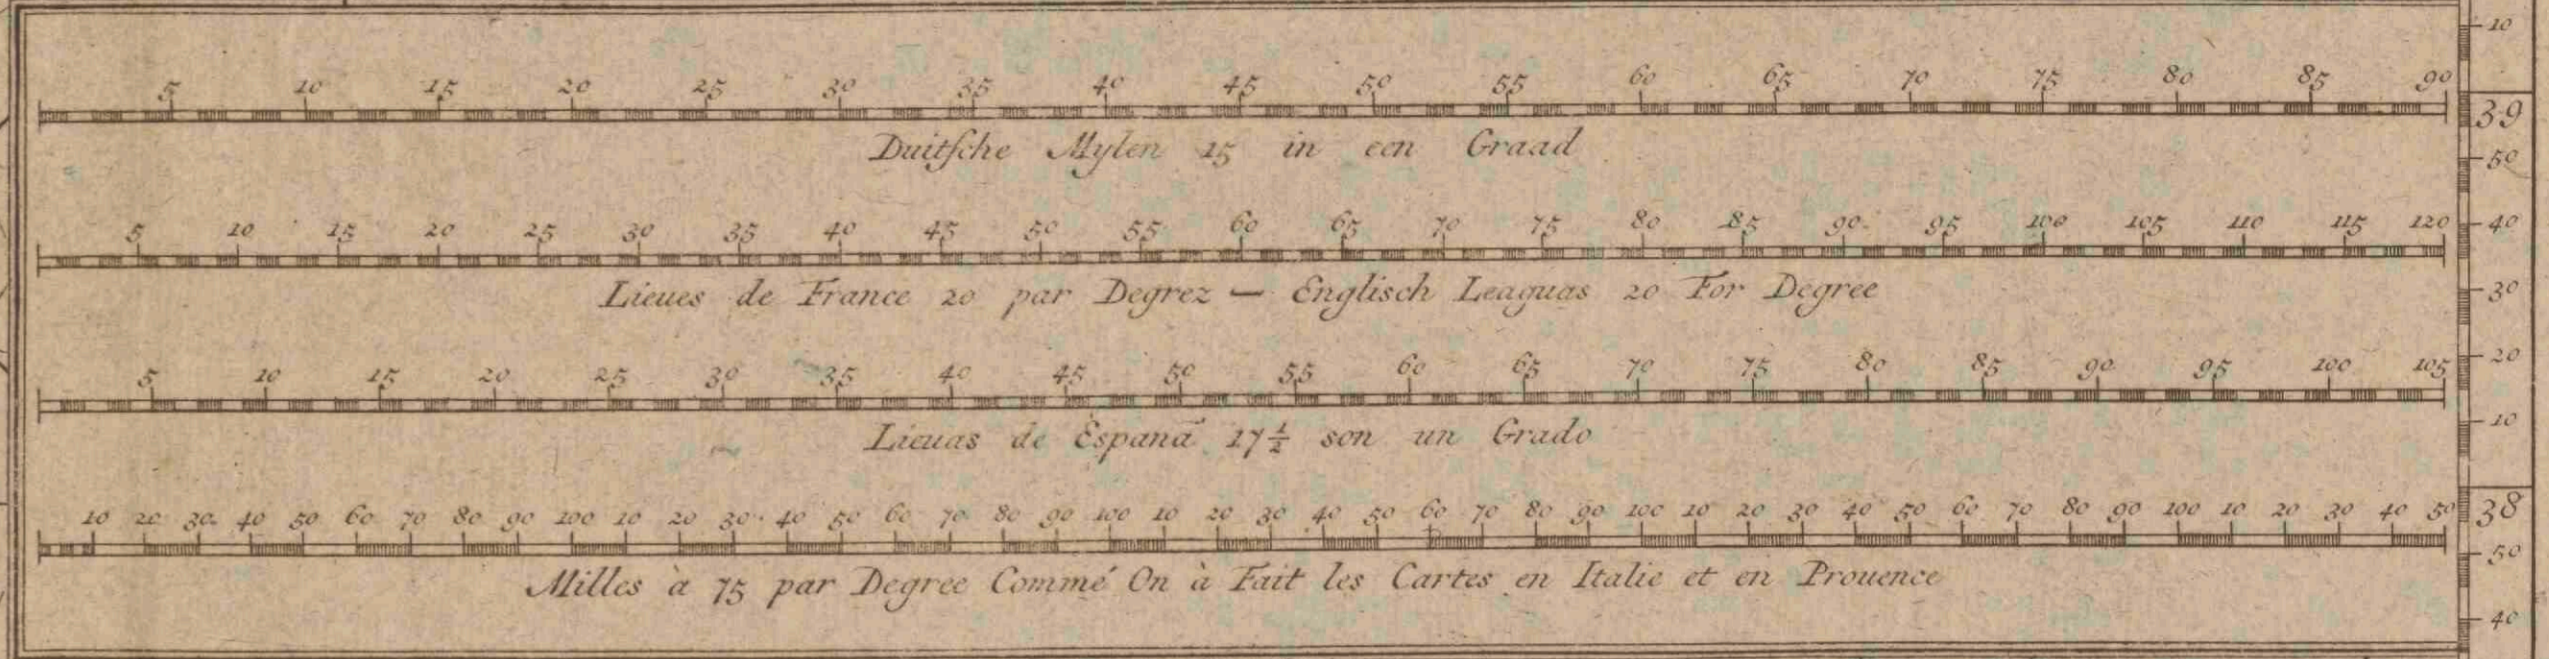 5 10 15 20 25 30 35 40 45 50 55 60 65 70 75 80 85 90
Duitſche Mylen 15 in een Graad
5 10 15 20 25 30 35 40 45 50 55 60 65 70 75 80 85 90 95 100 105 110 115 120
Lieues de France 20 par Degrez — Englisch Leaguas 20 For Degree
5 10 15 20 25 30 35 40 45 50 55 60 65 70 75 80 85 90 95 100 105
Lieuas de Espanã 17½ son un Grado
10 20 30 40 50 60 70 80 90 100 10 20 30 40 50 60 70 80 90 100 10 20 30 40 50 60 70 80 90 100 10 20 30 40 50 60 70 80 90 100 10 20 30 40 50
Milles à 75 par Degree Commé On à Fait les Cartes en Italie et en Prouence
10
39
50
40
30
20
10
38
50
40